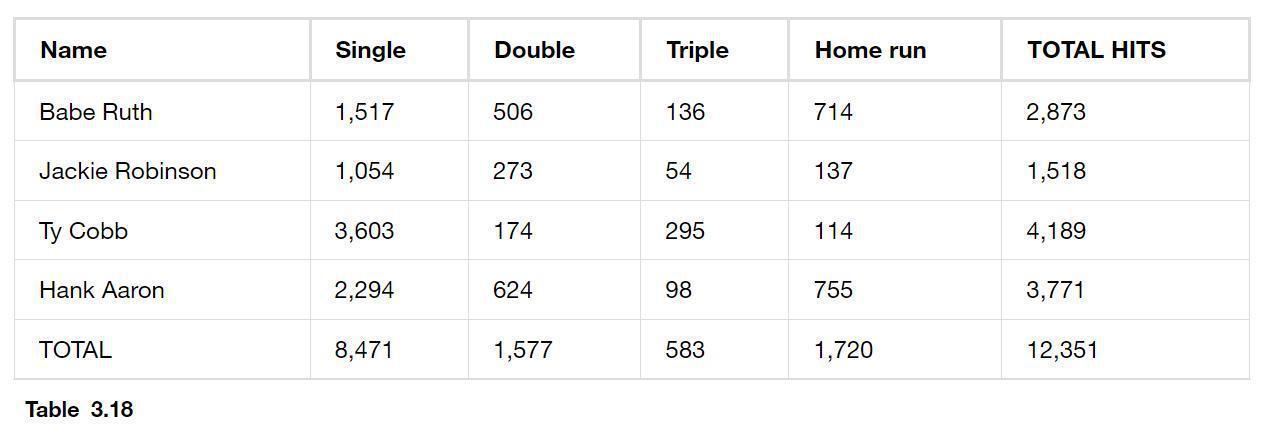 Name Single Double Triple Home run TOTAL HITS
Babe Ruth 1,517 506 136 714 2,873
Jackie Robinson 1,054 273 54 137 1,518
Ty Cobb 3,603 174 295 114 4,189
Hank Aaron 2,294 624 98 755 3,771
TOTAL 8,471 1,577 583 1,720 12,351
Table 3.18